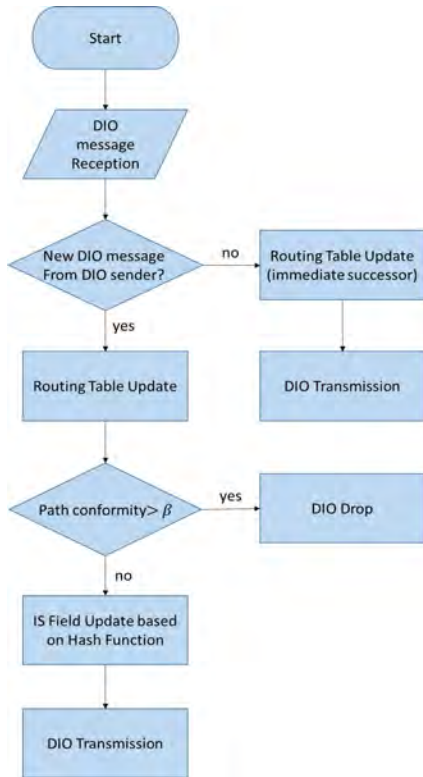 Start
DIO
message
Reception
New DIO message
From DIO sender?
no
Routing Table Update
(immediate successor)
yes
Routing Table Update
DIO Transmission
Path conformity> β
yes
DIO Drop
no
IS Field Update based
on Hash Function
DIO Transmission